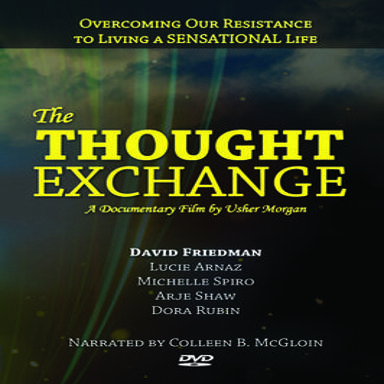 OVERCOMING OUR RESISTANCE
TO LIVING A SENSATIONAL LIFE
The
THOUGHT
EXCHANGE
A Documentary Film by Usher Morgan
DAVID FRIEDMAN
LUCIE ARNAZ
MICHELLE SPIRO
ARJE SHAW
DORA RUBIN
NARRATED BY COLLEEN B. MCGLOIN
DVD